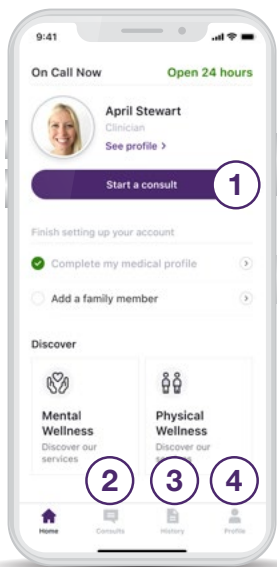 9:41
On Call Now Open 24 hours
April Stewart
Clinician
See profile >
Start a consult 1
Finish setting up your account
Complete my medical profile
Add a family member
Discover
Mental Physical
Wellness Wellness
Discover our Discover our
services services
2 3 4
Home Consults History Profile